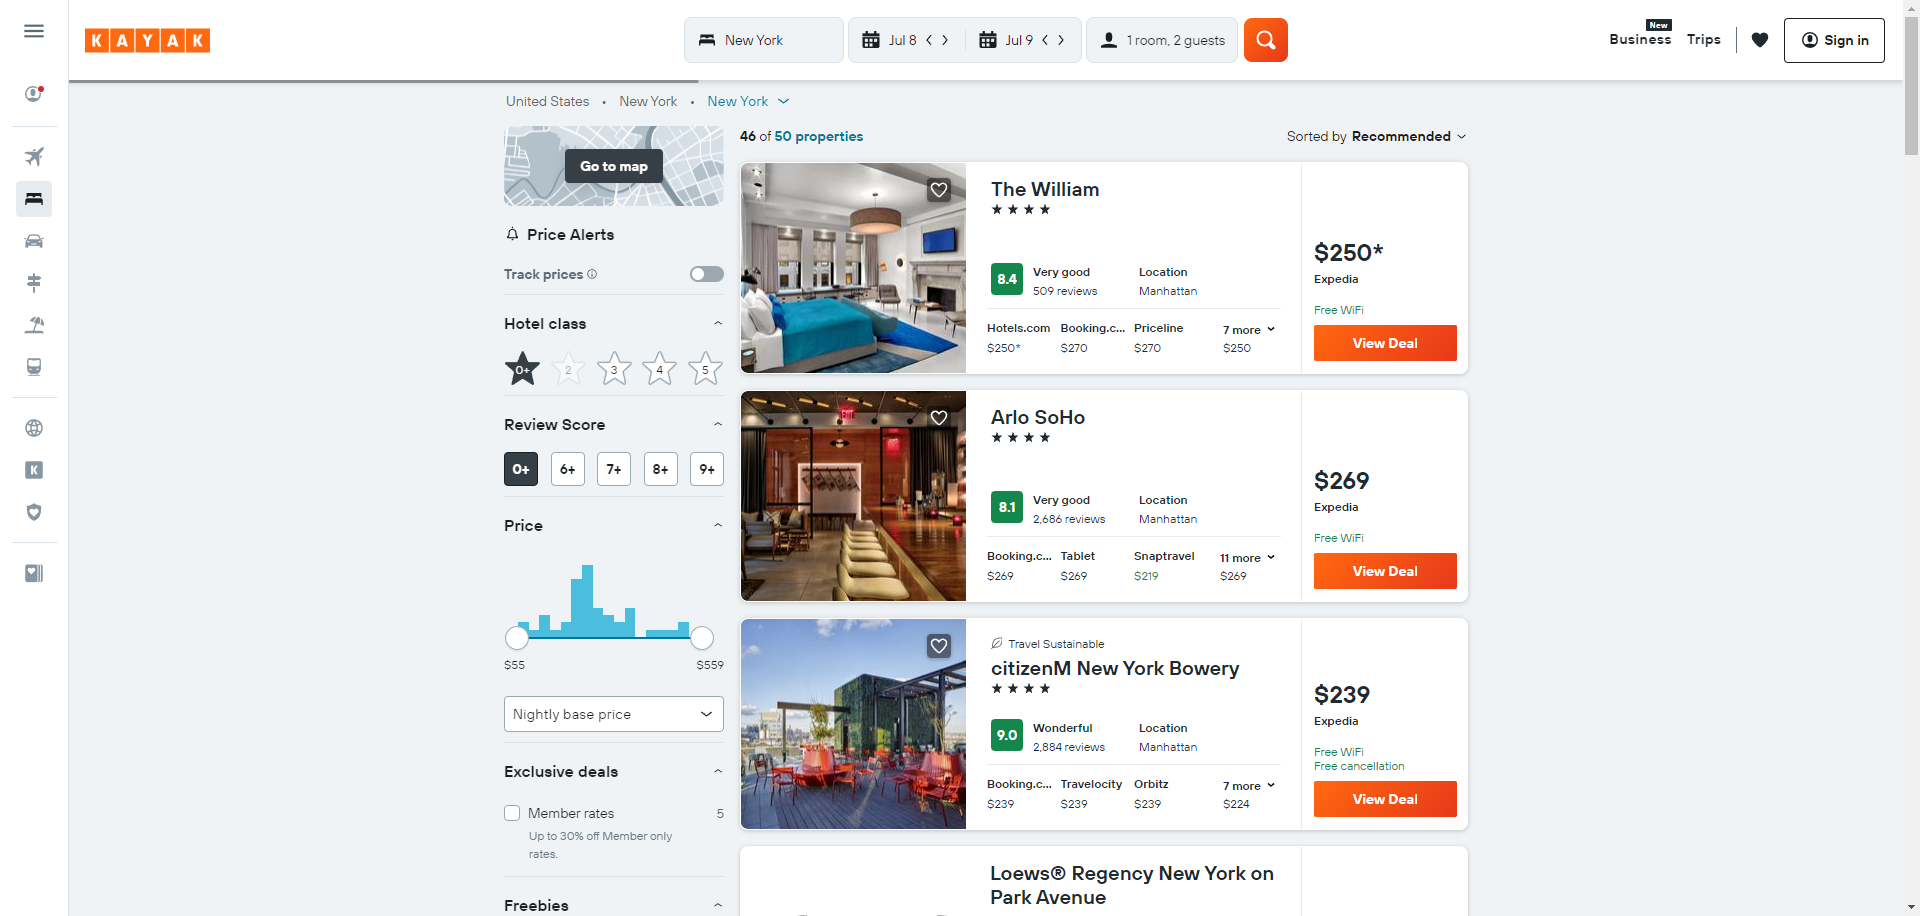 KAYAK
New York
Jul 8
Jul 9
1 room, 2 guests
New
Business
Trips
Sign in
United States • New York • New York
Go to map
Price Alerts
Track prices
Hotel class
0+ 2 3 4 5
Review Score
0+ 6+ 7+ 8+ 9+
Price
$55 $559
Nightly base price
Exclusive deals
Member rates 5
Up to 30% off Member only
rates.
Freebies
46 of 50 properties
Sorted by Recommended
The William
8.4
Very good
509 reviews
Location
Manhattan
Hotels.com Booking.c... Priceline 7 more
$250* $270 $270 $250
$250*
Expedia
Free WiFi
View Deal
EXIT
Arlo SoHo
8.1
Very good
2,686 reviews
Location
Manhattan
Booking.c... Tablet Snaptravel 11 more
$269 $269 $219 $269
$269
Expedia
Free WiFi
View Deal
Travel Sustainable
citizenM New York Bowery
9.0
Wonderful
2,884 reviews
Location
Manhattan
Booking.c... Travelocity Orbitz 7 more
$239 $239 $239 $224
$239
Expedia
Free WiFi
Free cancellation
View Deal
Loews® Regency New York on
Park Avenue